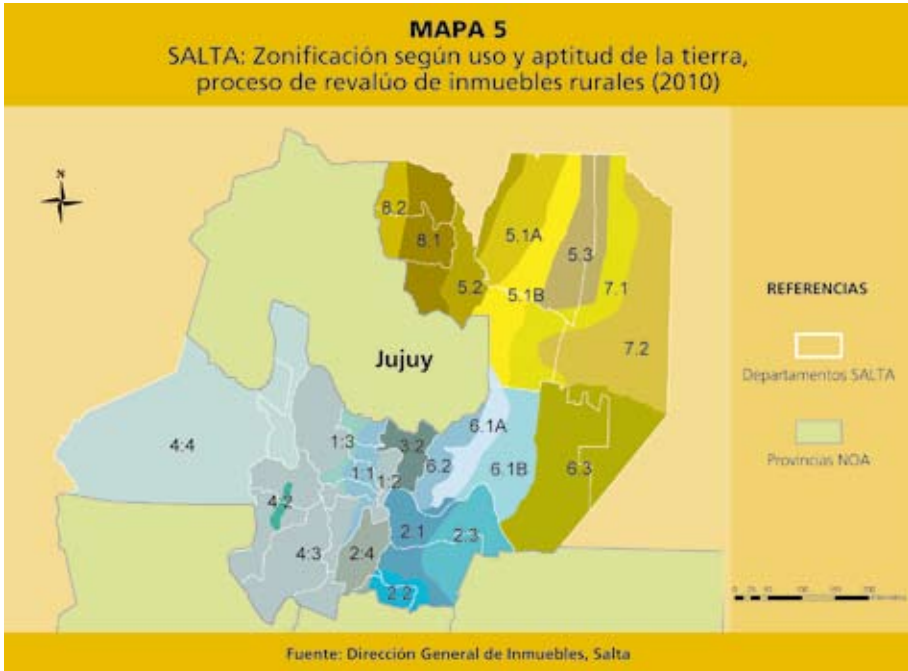 MAPA 5
SALTA: Zonificación según uso y aptitud de la tierra,
proceso de revalúo de inmuebles rurales (2010)
N
8.2
8.1
5.2
5.1A
5.1B
5.3
7.1
7.2
REFERENCIAS
Departamentos SALTA
Provincias NOA
Jujuy
4:4
1:3
1:1
1:2
3.2
6.2
6.1A
6.1B
6.3
4:2
4:3
2:4
2.1
2.3
2:2
Fuente: Dirección General de Inmuebles, Salta